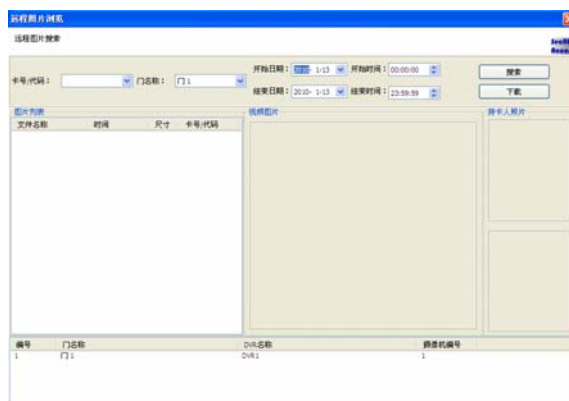 远程照片浏览
远程图片搜索
开始日期： 2010- 1-13 开始时间： 00:00:00 搜索
卡号/代码： 门名称： 门 1
结束日期： 2010- 1-13 结束时间： 23:59:59 下载
图片列表 视频图片 持卡人照片
文件名称 时间 尺寸 卡号/代码
编号 门名称 DVR名称 摄像机编号
1 门 1 DVR1 1